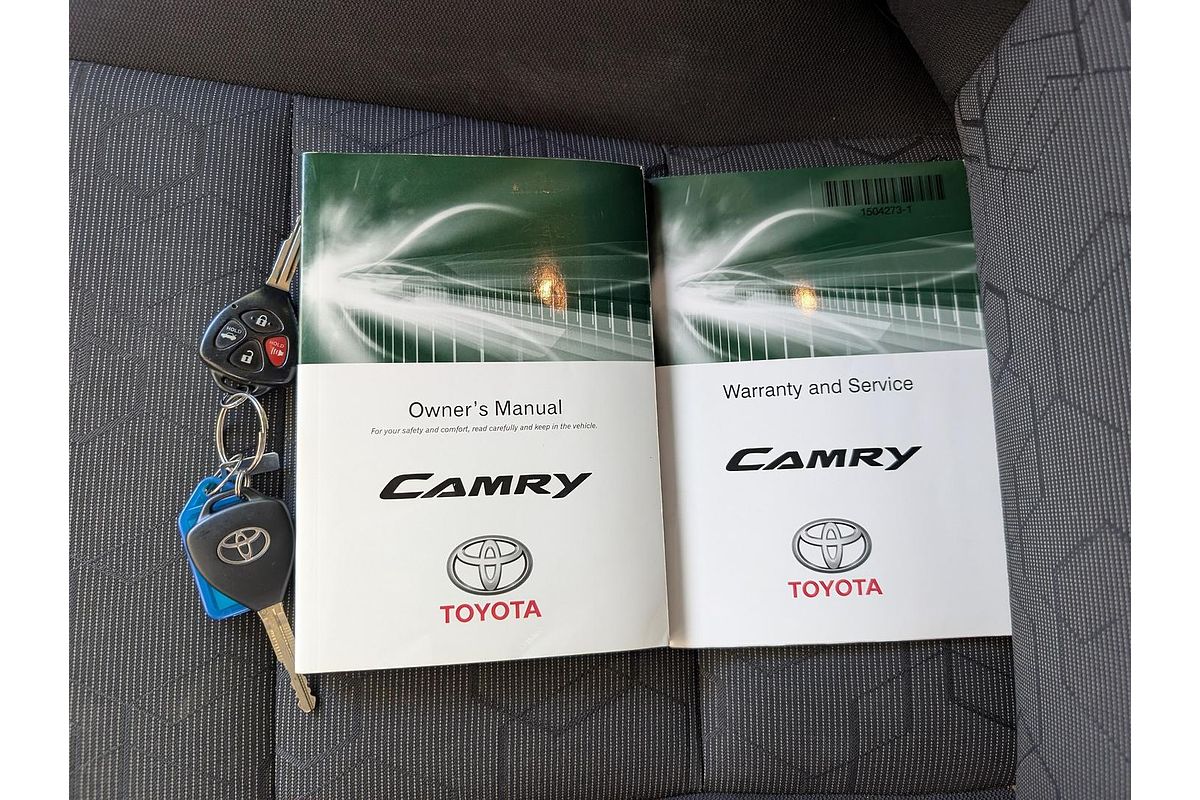 Owner's Manual
For your safety and comfort, read carefully and keep in the vehicle.
CAMRY
TOYOTA
1504273-1
Warranty and Service
CAMRY
TOYOTA
HOLD
HOLD